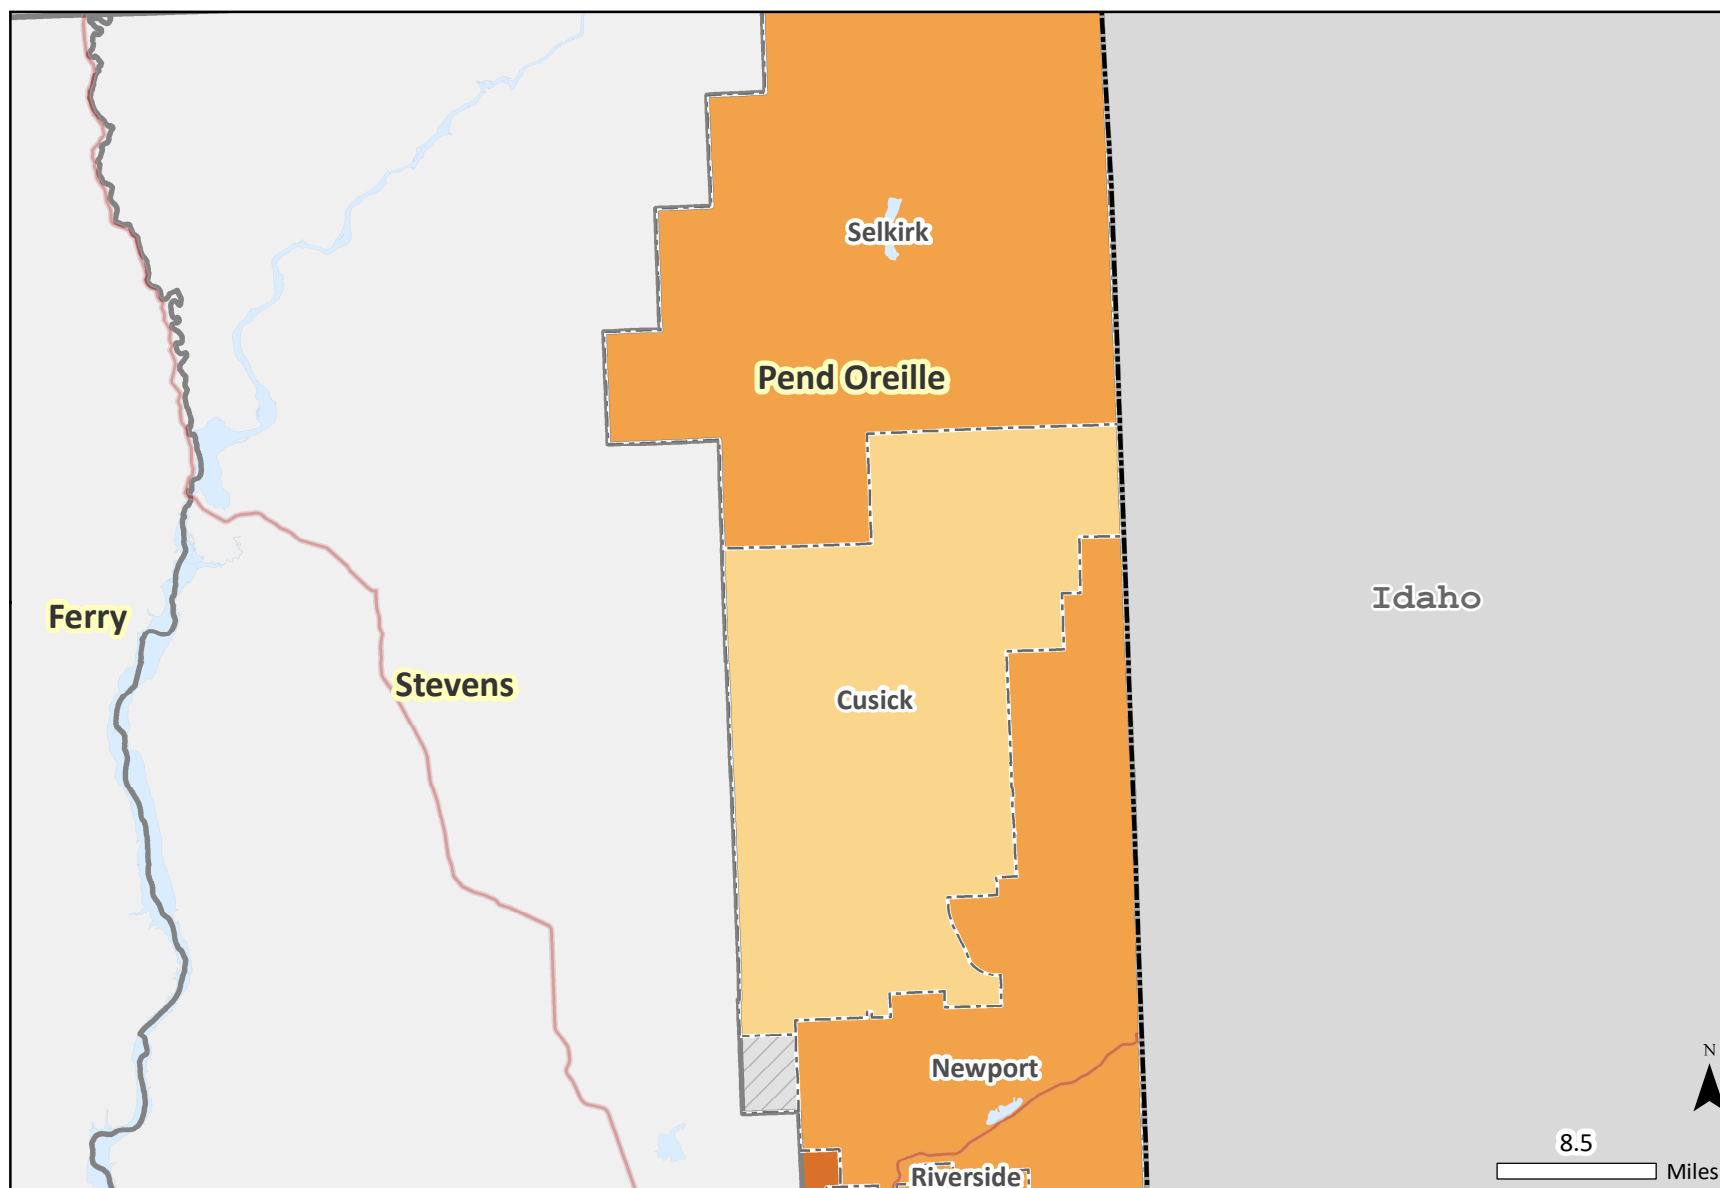 Selkirk
Pend Oreille
Idaho
Ferry
Stevens
Cusick
Newport
N
8.5
Miles
Riverside